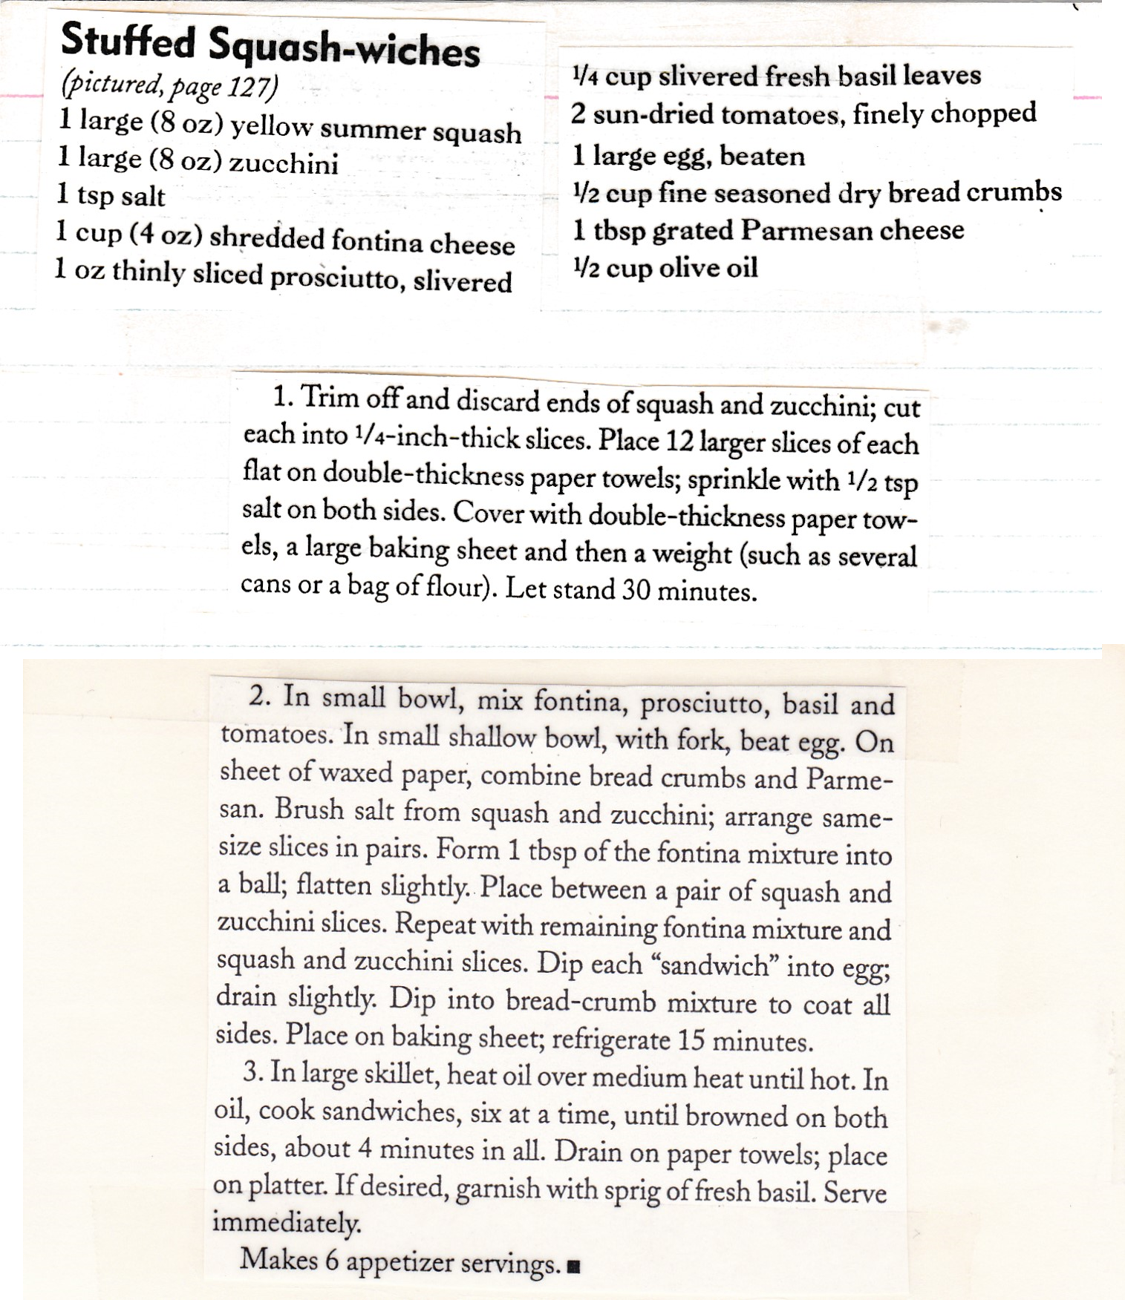 Stuffed Squash-wiches
(pictured, page 127)
1 large (8 oz) yellow summer squash
1 large (8 oz) zucchini
1 tsp salt
1 cup (4 oz) shredded fontina cheese
1 oz thinly sliced prosciutto, slivered
1/4 cup slivered fresh basil leaves
2 sun-dried tomatoes, finely chopped
1 large egg, beaten
1/2 cup fine seasoned dry bread crumbs
1 tbsp grated Parmesan cheese
1/2 cup olive oil
1. Trim off and discard ends of squash and zucchini; cut
each into 1/4-inch-thick slices. Place 12 larger slices of each
flat on double-thickness paper towels; sprinkle with 1/2 tsp
salt on both sides. Cover with double-thickness paper tow-
els, a large baking sheet and then a weight (such as several
cans or a bag of flour). Let stand 30 minutes.
2. In small bowl, mix fontina, prosciutto, basil and
tomatoes. In small shallow bowl, with fork, beat egg. On
sheet of waxed paper, combine bread crumbs and Parme-
san. Brush salt from squash and zucchini; arrange same-
size slices in pairs. Form 1 tbsp of the fontina mixture into
a ball; flatten slightly. Place between a pair of squash and
zucchini slices. Repeat with remaining fontina mixture and
squash and zucchini slices. Dip each “sandwich” into egg;
drain slightly. Dip into bread-crumb mixture to coat all
sides. Place on baking sheet; refrigerate 15 minutes.
3. In large skillet, heat oil over medium heat until hot. In
oil, cook sandwiches, six at a time, until browned on both
sides, about 4 minutes in all. Drain on paper towels; place
on platter. If desired, garnish with sprig of fresh basil. Serve
immediately.
Makes 6 appetizer servings. ■